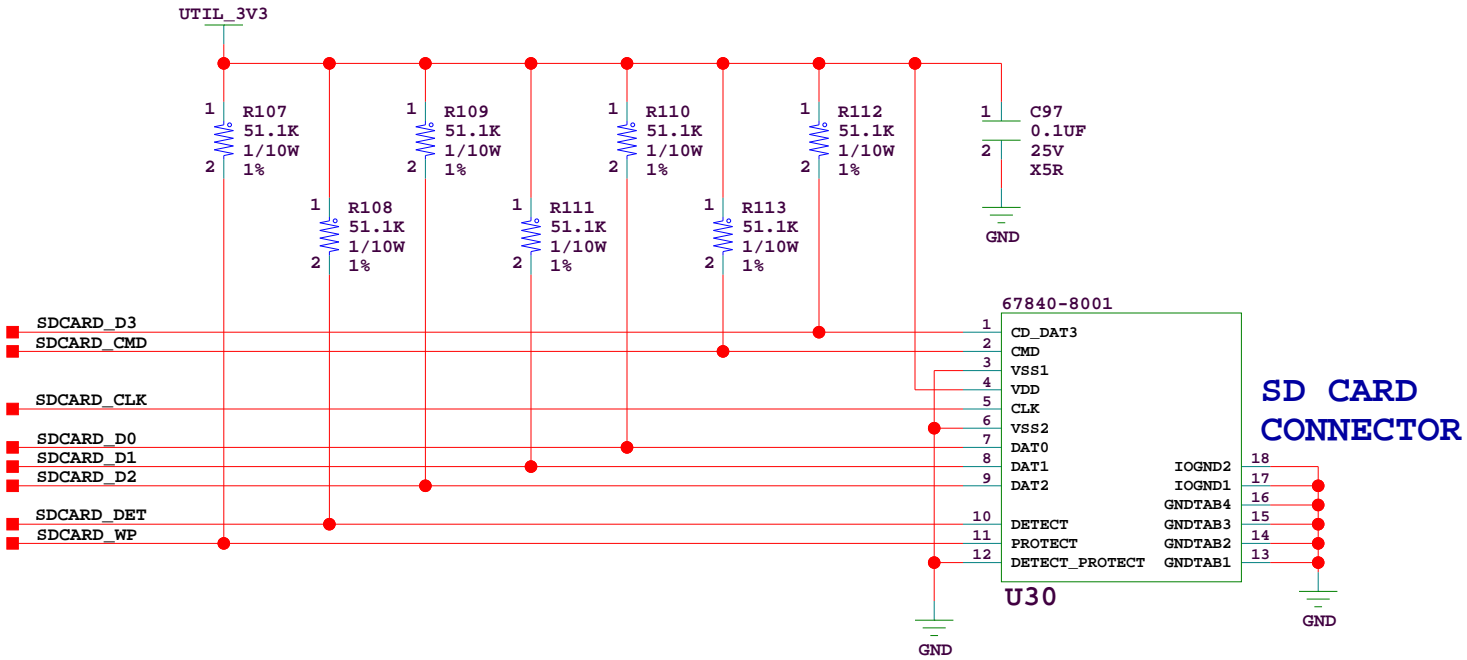 UTIL_3V3
1 R107
51.1K
1/10W
2 1%
1 R109
51.1K
1/10W
2 1%
1 R110
51.1K
1/10W
2 1%
1 R112
51.1K
1/10W
2 1%
1 C97
0.1UF
2 25V
X5R
GND
1 R108
51.1K
1/10W
2 1%
1 R111
51.1K
1/10W
2 1%
1 R113
51.1K
1/10W
2 1%
SDCARD_D3
SDCARD_CMD
SDCARD_CLK
SDCARD_D0
SDCARD_D1
SDCARD_D2
SDCARD_DET
SDCARD_WP
67840-8001
1 CD_DAT3
2 CMD
3 VSS1
4 VDD
5 CLK
6 VSS2
7 DAT0
8 DAT1
9 DAT2
10 DETECT
11 PROTECT
12 DETECT_PROTECT
IOGND2 18
IOGND1 17
GNDTAB4 16
GNDTAB3 15
GNDTAB2 14
GNDTAB1 13
U30
SD CARD
CONNECTOR
GND
GND